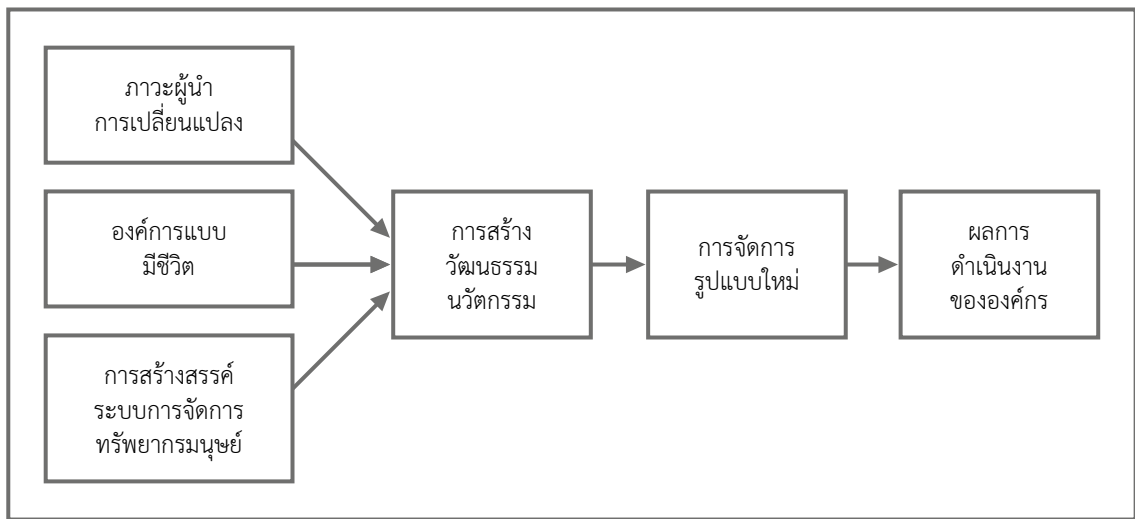 ภาวะผู้นำ
การเปลี่ยนแปลง
องค์การแบบ
มีชีวิต
การสร้างสรรค์
ระบบการจัดการ
ทรัพยากรมนุษย์
การสร้าง
วัฒนธรรม
นวัตกรรม
การจัดการ
รูปแบบใหม่
ผลการ
ดำเนินงาน
ขององค์กร